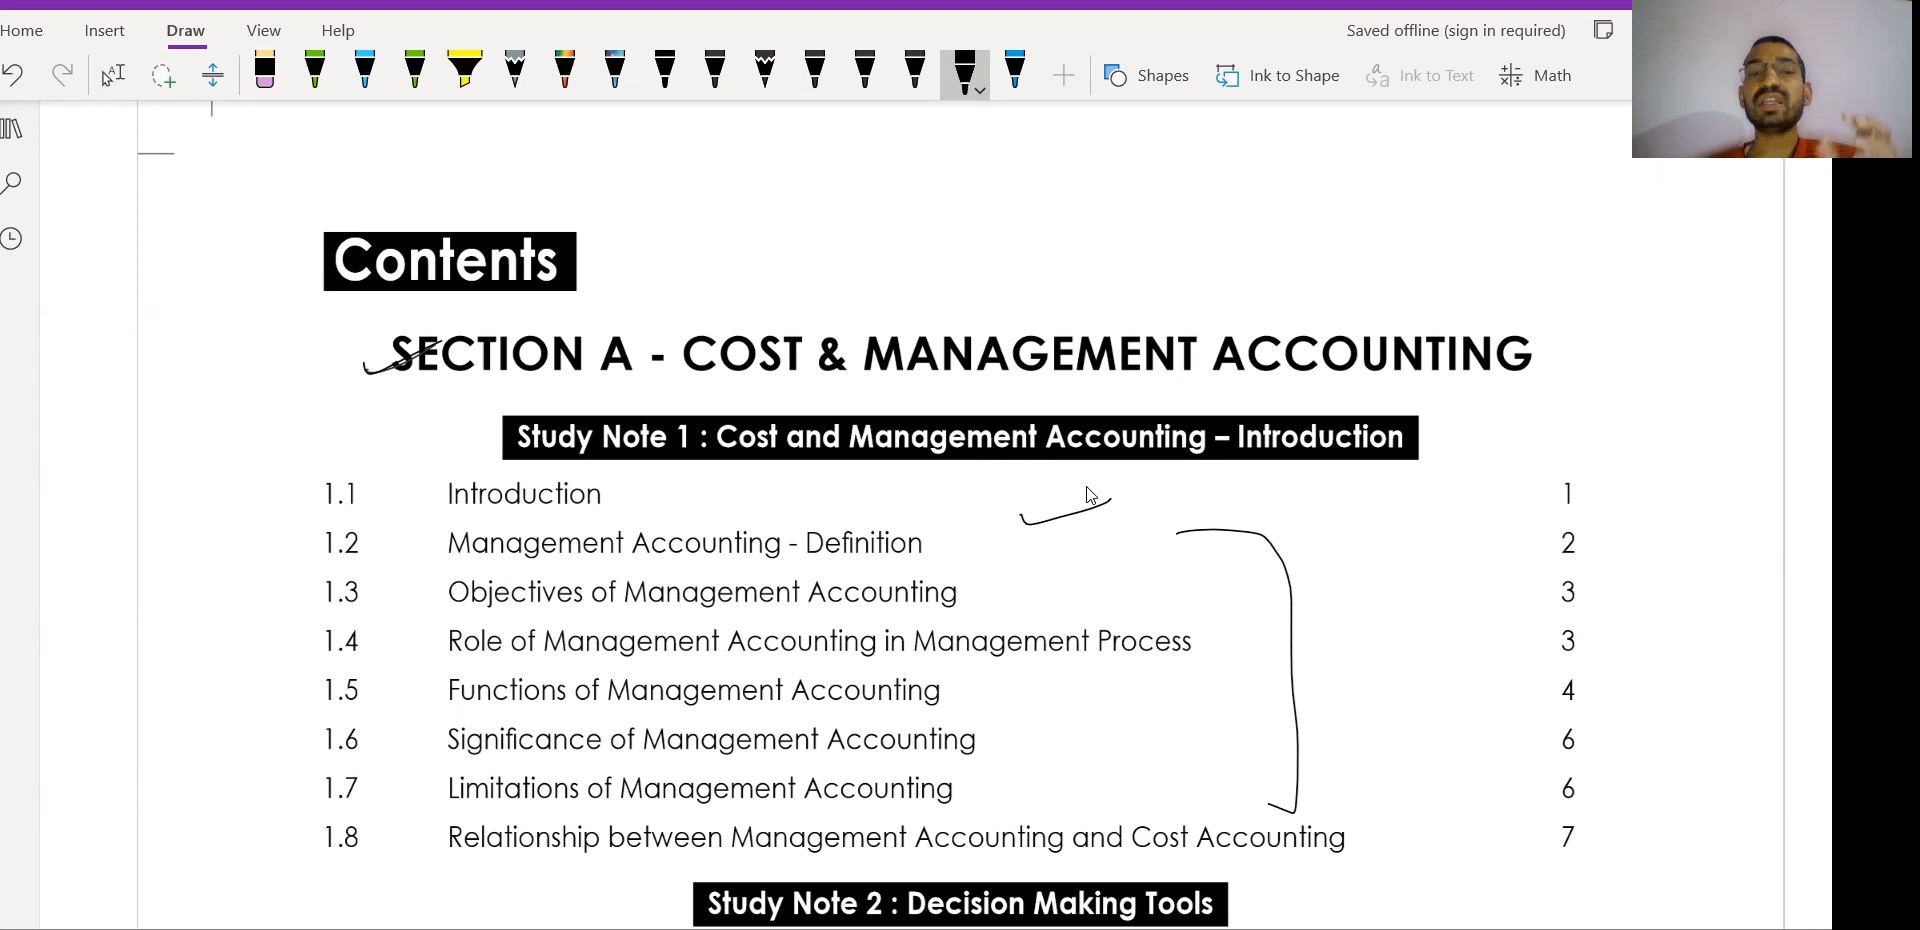 Home Insert Draw View Help Saved offline (sign in required)
Shapes Ink to Shape Ink to Text Math
Contents
SECTION A - COST & MANAGEMENT ACCOUNTING
Study Note 1 : Cost and Management Accounting – Introduction
1.1 Introduction 1
1.2 Management Accounting - Definition 2
1.3 Objectives of Management Accounting 3
1.4 Role of Management Accounting in Management Process 3
1.5 Functions of Management Accounting 4
1.6 Significance of Management Accounting 6
1.7 Limitations of Management Accounting 6
1.8 Relationship between Management Accounting and Cost Accounting 7
Study Note 2 : Decision Making Tools